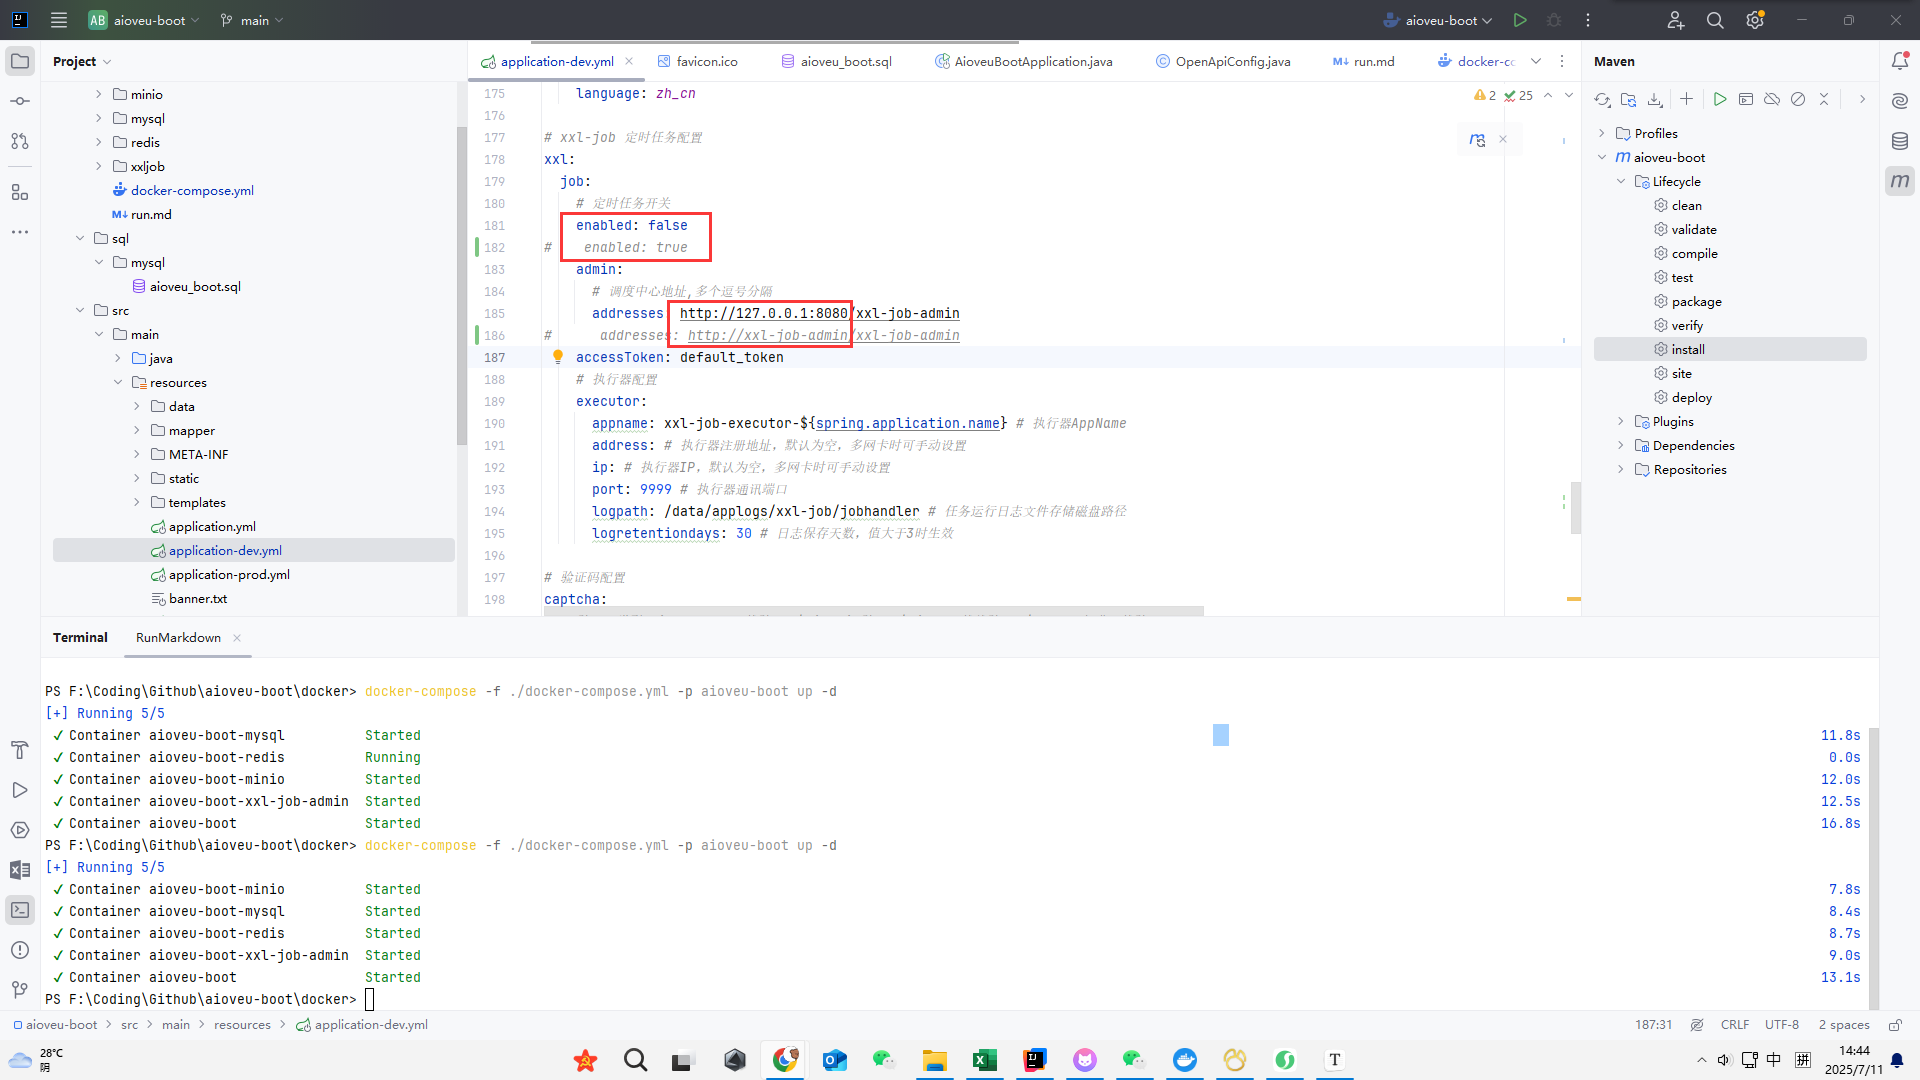 AB aioveu-boot
main
aioveu-boot
Project
minio
mysql
redis
xxljob
docker-compose.yml
M↓ run.md
sql
mysql
aioveu_boot.sql
src
main
java
resources
data
mapper
META-INF
static
templates
application.yml
application-dev.yml
application-prod.yml
banner.txt
application-dev.yml
favicon.ico
aioveu_boot.sql
AioveuBootApplication.java
OpenApiConfig.java
M↓ run.md
docker-cc
2 25
175 language: zh_cn
176
177 # xxl-job 定时任务配置
178 xxl:
179 job:
180 # 定时任务开关
181 enabled: false
182 # enabled: true
183 admin:
184 # 调度中心地址,多个逗号分隔
185 addresses http://127.0.0.1:8080/xxl-job-admin
186 # addresses: http://xxl-job-admin/xxl-job-admin
187 accessToken: default_token
188 # 执行器配置
189 executor:
190 appname: xxl-job-executor-${spring.application.name} # 执行器AppName
191 address: # 执行器注册地址，默认为空，多网卡时可手动设置
192 ip: # 执行器IP，默认为空，多网卡时可手动设置
193 port: 9999 # 执行器通讯端口
194 logpath: /data/applogs/xxl-job/jobhandler # 任务运行日志文件存储磁盘路径
195 logretentiondays: 30 # 日志保存天数，值大于3时生效
196
197 # 验证码配置
198 captcha:
Maven
Profiles
aioveu-boot
Lifecycle
clean
validate
compile
test
package
verify
install
site
deploy
Plugins
Dependencies
Repositories
Terminal
RunMarkdown
PS F:\Coding\Github\aioveu-boot\docker> docker-compose -f ./docker-compose.yml -p aioveu-boot up -d
[+] Running 5/5
✓ Container aioveu-boot-mysql Started 11.8s
✓ Container aioveu-boot-redis Running 0.0s
✓ Container aioveu-boot-minio Started 12.0s
✓ Container aioveu-boot-xxl-job-admin Started 12.5s
✓ Container aioveu-boot Started 16.8s
PS F:\Coding\Github\aioveu-boot\docker> docker-compose -f ./docker-compose.yml -p aioveu-boot up -d
[+] Running 5/5
✓ Container aioveu-boot-minio Started 7.8s
✓ Container aioveu-boot-mysql Started 8.4s
✓ Container aioveu-boot-redis Started 8.7s
✓ Container aioveu-boot-xxl-job-admin Started 9.0s
✓ Container aioveu-boot Started 13.1s
PS F:\Coding\Github\aioveu-boot\docker>
aioveu-boot > src > main > resources > application-dev.yml
187:31 CRLF UTF-8 2 spaces
28°C
阴
中 拼
14:44
2025/7/11